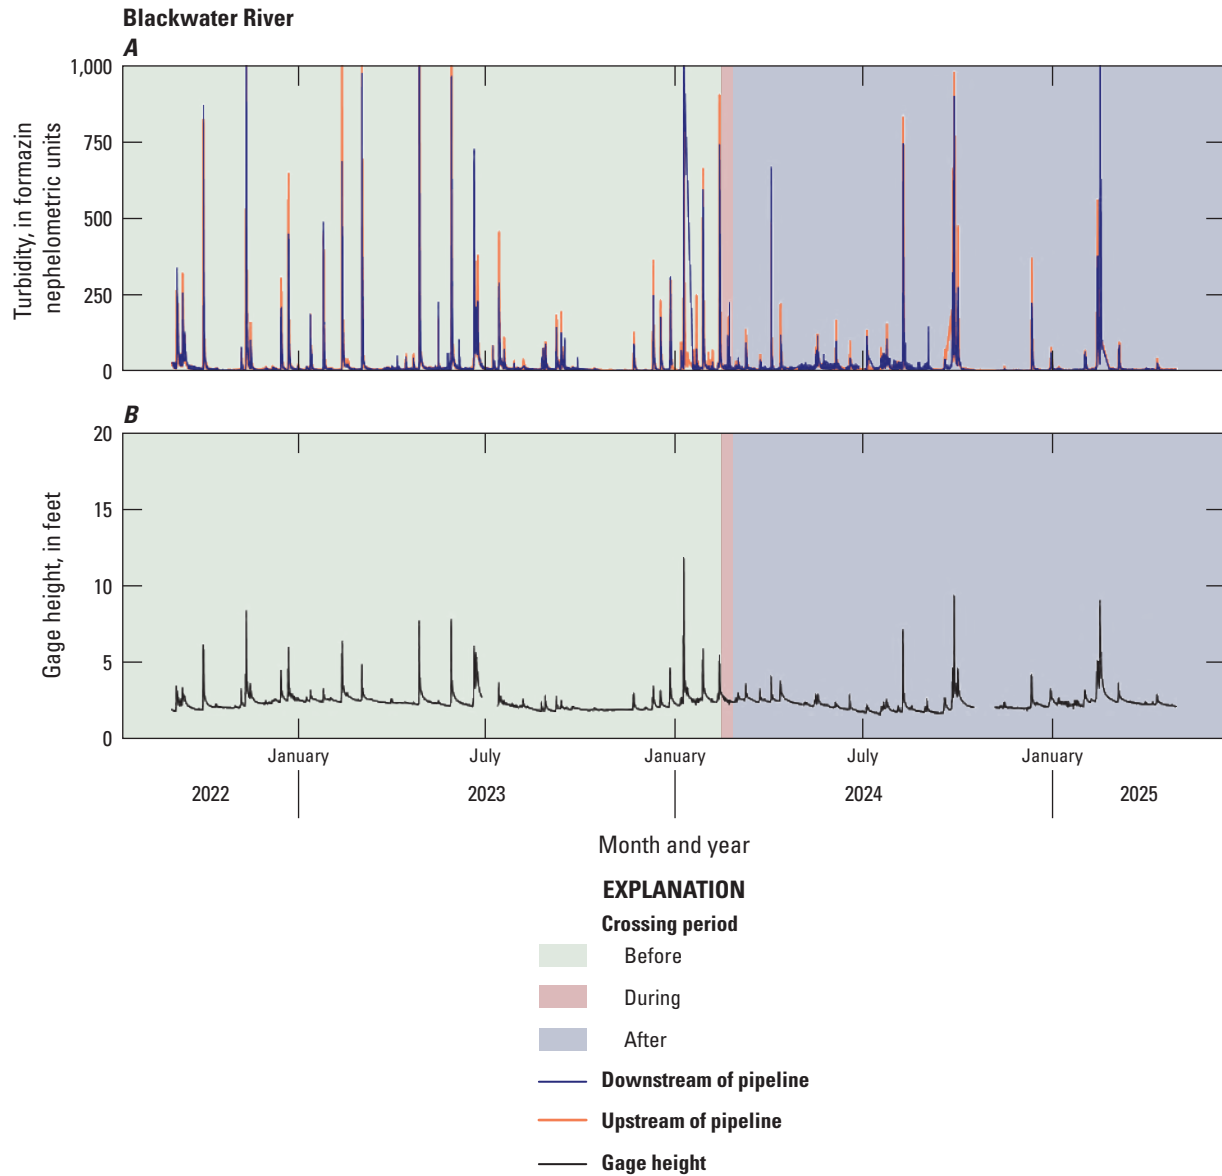 Blackwater River
A
Turbidity, in formazin
nephelometric units
1,000
750
500
250
0
B
Gage height, in feet
20
15
10
5
0
January July January July January
2022 2023 2024 2025
Month and year
EXPLANATION
Crossing period
Before
During
After
Downstream of pipeline
Upstream of pipeline
Gage height